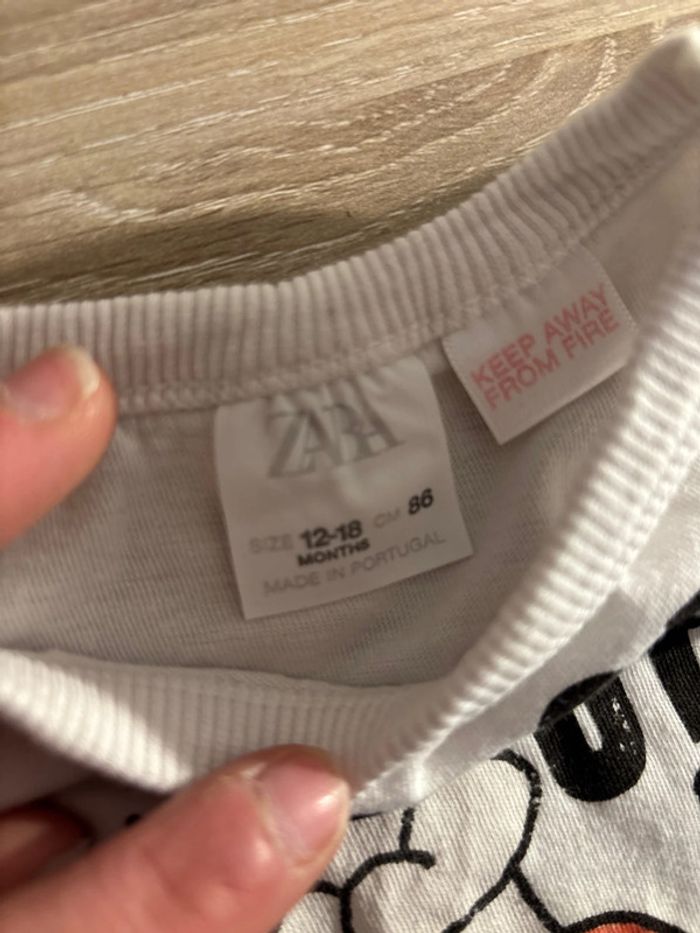 KEEP AWAY
FROM FIRE
ZARA
SIZE 12-18 CM 86
MONTHS
MADE IN PORTUGAL